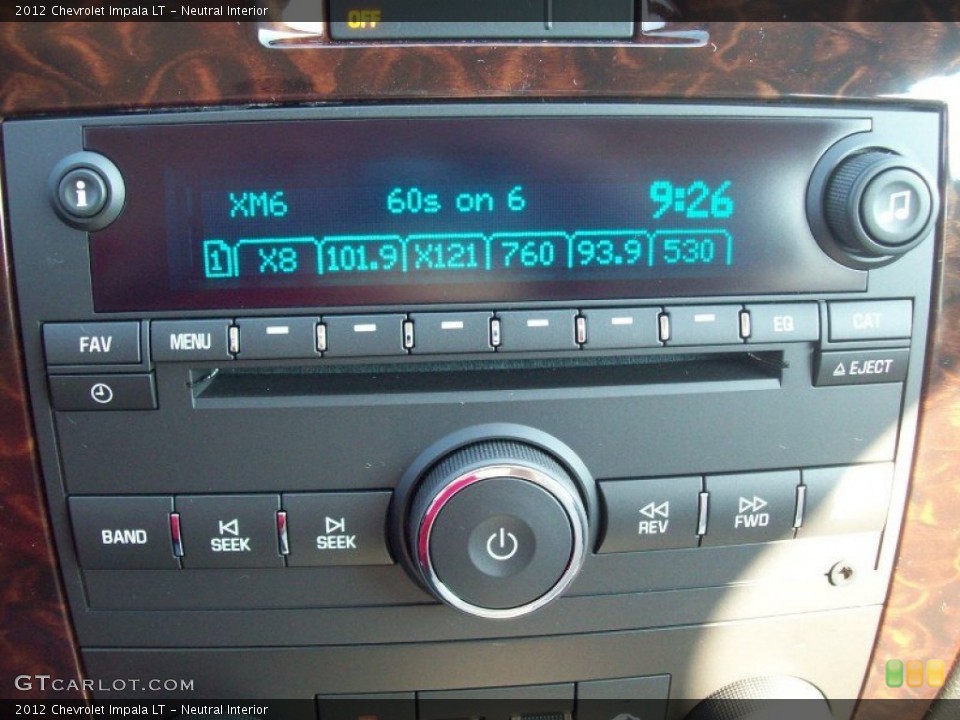 2012 Chevrolet Impala LT - Neutral Interior
OFF
XM6 60s on 6 9:26
1 X8 101.9 X121 760 93.9 530
FAV MENU EQ CAT
EJECT
BAND SEEK SEEK REV FWD
GTCARLOT.COM
2012 Chevrolet Impala LT - Neutral Interior